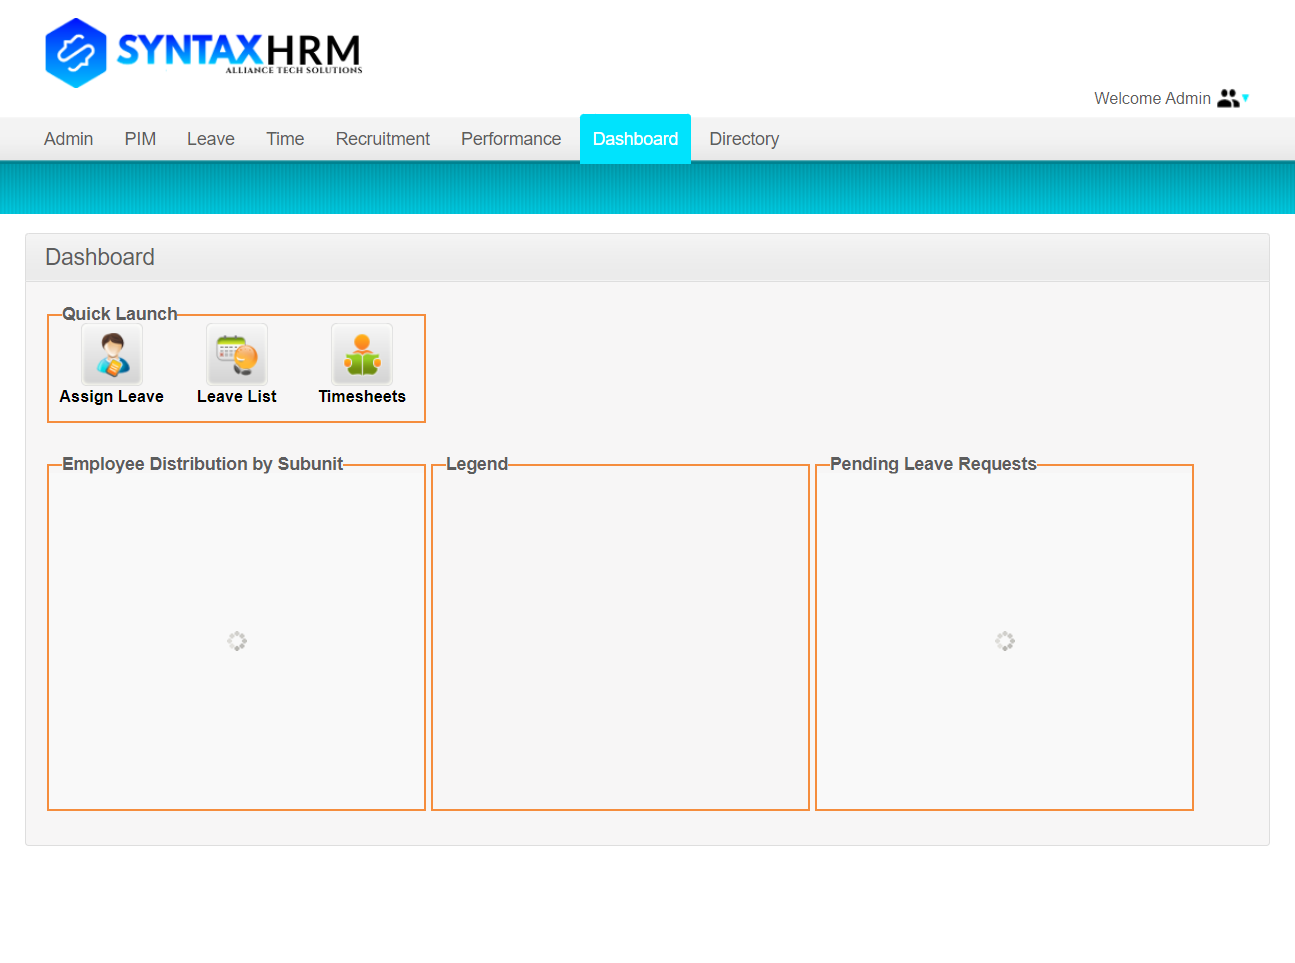 SYNTAXHRM
ALLIANCE TECH SOLUTIONS
Welcome Admin
Admin PIM Leave Time Recruitment Performance Dashboard Directory
Dashboard
Quick Launch
Assign Leave Leave List Timesheets
Employee Distribution by Subunit Legend Pending Leave Requests